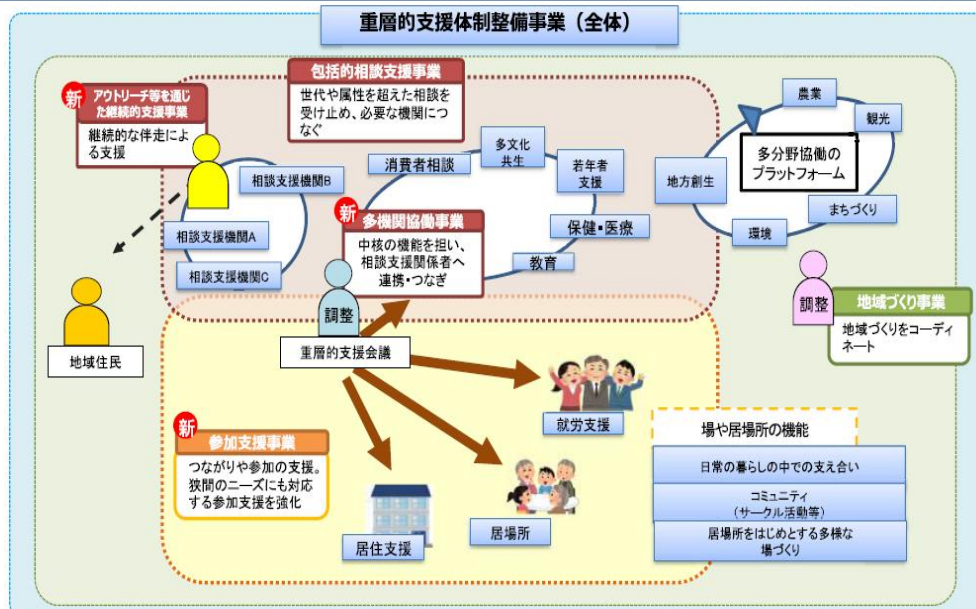 重層的支援体制整備事業（全体）
包括的相談支援事業
世代や属性を超えた相談を
受け止め、必要な機関につ
なぐ
新
アウトリーチ等を通じ
た継続的支援事業
継続的な伴走によ
る支援
相談支援機関B
相談支援機関A
相談支援機関C
消費者相談
多文化
共生
若年者
支援
保健・医療
教育
新
多機関協働事業
中核の機能を担い、
相談支援関係者へ
連携・つなぎ
調整
重層的支援会議
地域住民
農業
観光
多分野協働の
プラットフォーム
地方創生
まちづくり
環境
調整
地域づくり事業
地域づくりをコーディ
ネート
新
参加支援事業
つながりや参加の支援。
狭間のニーズにも対応
する参加支援を強化
就労支援
居場所
居住支援
場や居場所の機能
日常の暮らしの中での支え合い
コミュニティ
（サークル活動等）
居場所をはじめとする多様な
場づくり